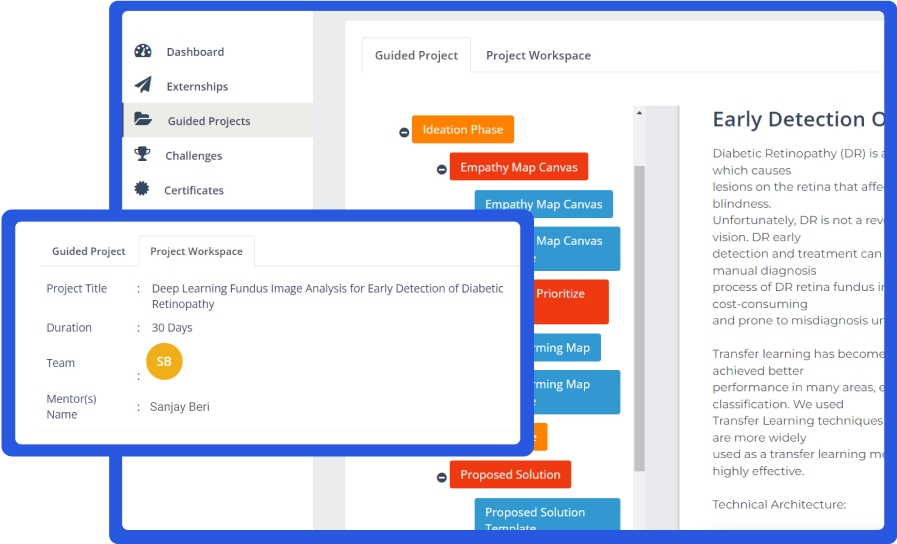 Dashboard
Externships
Guided Projects
Challenges
Certificates
Guided Project
Project Workspace
Ideation Phase
Empathy Map Canvas
Empathy Map Canvas
Map Canvas
Prioritize
Map
Map
Proposed Solution
Proposed Solution
Template
Early Detection O
Diabetic Retinopathy (DR) is a
which causes
lesions on the retina that affe
blindness.
Unfortunately, DR is not a rev
vision. DR early
detection and treatment can
manual diagnosis
process of DR retina fundus i
cost-consuming
and prone to misdiagnosis un
Transfer learning has become
achieved better
performance in many areas, e
classification. We used
Transfer Learning techniques
are more widely
used as a transfer learning me
highly effective.
Technical Architecture:
Guided Project
Project Workspace
Project Title : Deep Learning Fundus Image Analysis for Early Detection of Diabetic
Retinopathy
Duration : 30 Days
Team : SB
Mentor(s)
Name : Sanjay Beri